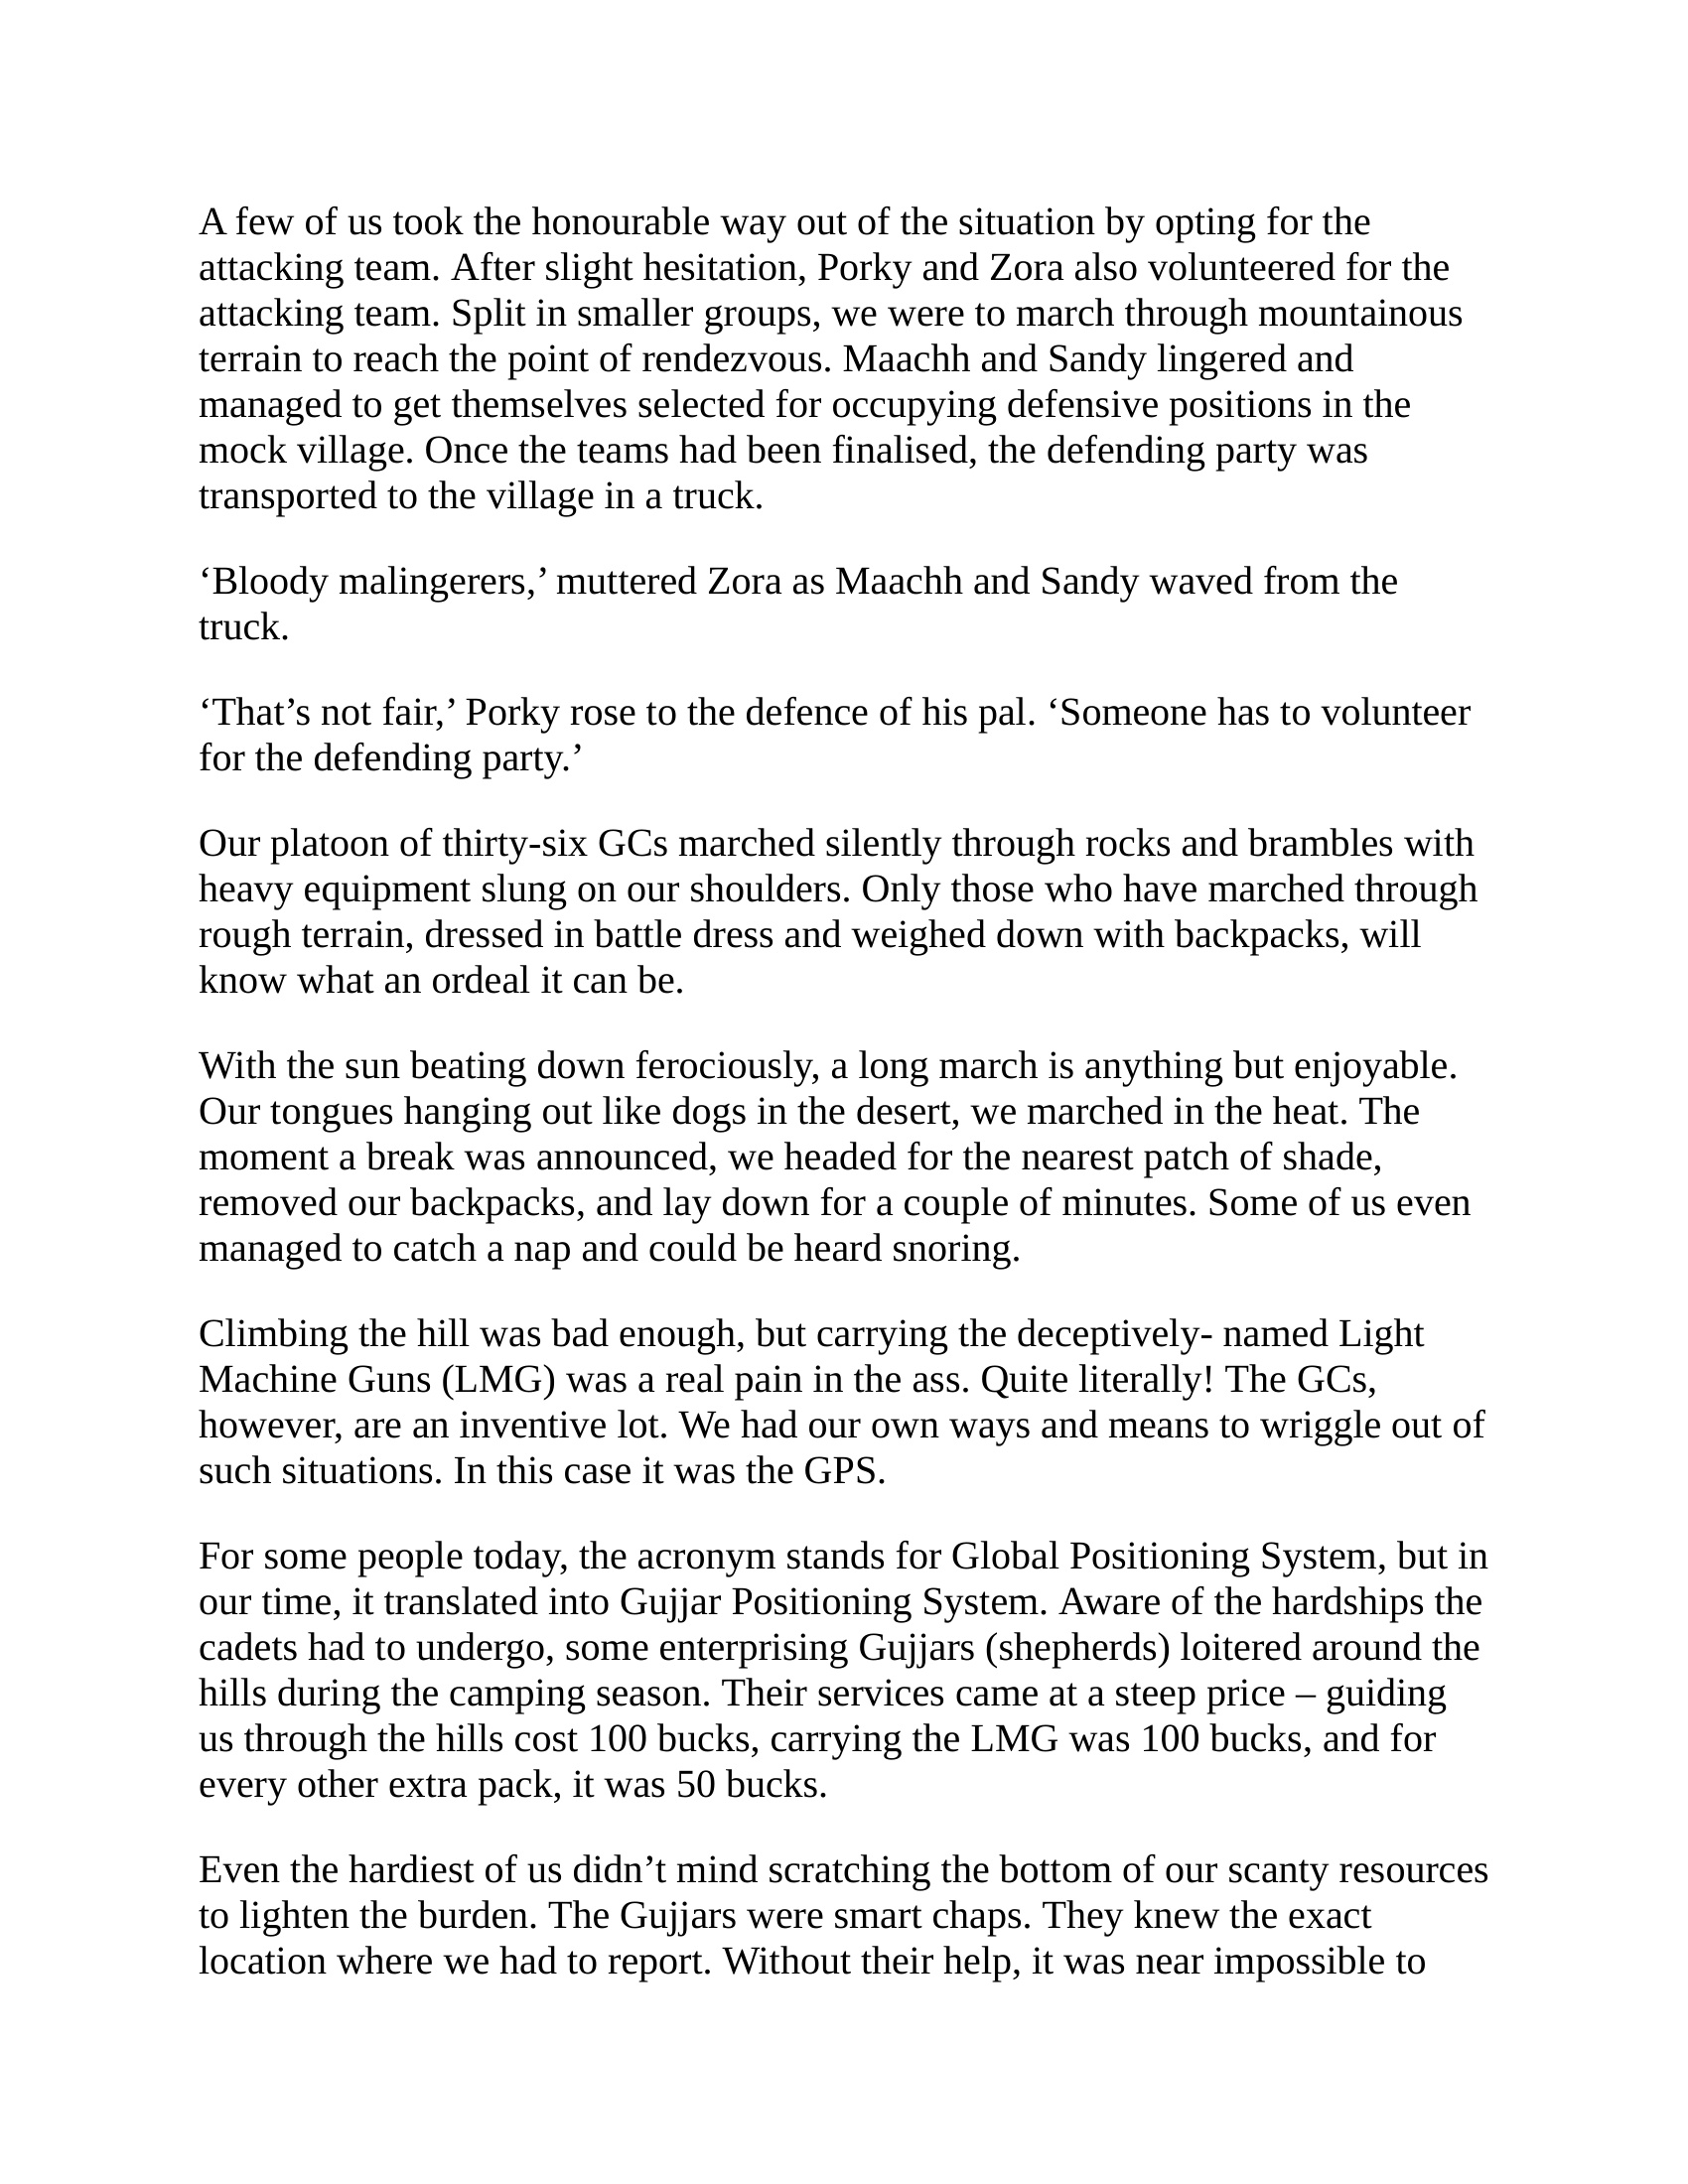 A few of us took the honourable way out of the situation by opting for the
attacking team. After slight hesitation, Porky and Zora also volunteered for the
attacking team. Split in smaller groups, we were to march through mountainous
terrain to reach the point of rendezvous. Maachh and Sandy lingered and
managed to get themselves selected for occupying defensive positions in the
mock village. Once the teams had been finalised, the defending party was
transported to the village in a truck.
‘Bloody malingerers,’ muttered Zora as Maachh and Sandy waved from the
truck.
‘That’s not fair,’ Porky rose to the defence of his pal. ‘Someone has to volunteer
for the defending party.’
Our platoon of thirty-six GCs marched silently through rocks and brambles with
heavy equipment slung on our shoulders. Only those who have marched through
rough terrain, dressed in battle dress and weighed down with backpacks, will
know what an ordeal it can be.
With the sun beating down ferociously, a long march is anything but enjoyable.
Our tongues hanging out like dogs in the desert, we marched in the heat. The
moment a break was announced, we headed for the nearest patch of shade,
removed our backpacks, and lay down for a couple of minutes. Some of us even
managed to catch a nap and could be heard snoring.
Climbing the hill was bad enough, but carrying the deceptively- named Light
Machine Guns (LMG) was a real pain in the ass. Quite literally! The GCs,
however, are an inventive lot. We had our own ways and means to wriggle out of
such situations. In this case it was the GPS.
For some people today, the acronym stands for Global Positioning System, but in
our time, it translated into Gujjar Positioning System. Aware of the hardships the
cadets had to undergo, some enterprising Gujjars (shepherds) loitered around the
hills during the camping season. Their services came at a steep price – guiding
us through the hills cost 100 bucks, carrying the LMG was 100 bucks, and for
every other extra pack, it was 50 bucks.
Even the hardiest of us didn’t mind scratching the bottom of our scanty resources
to lighten the burden. The Gujjars were smart chaps. They knew the exact
location where we had to report. Without their help, it was near impossible to